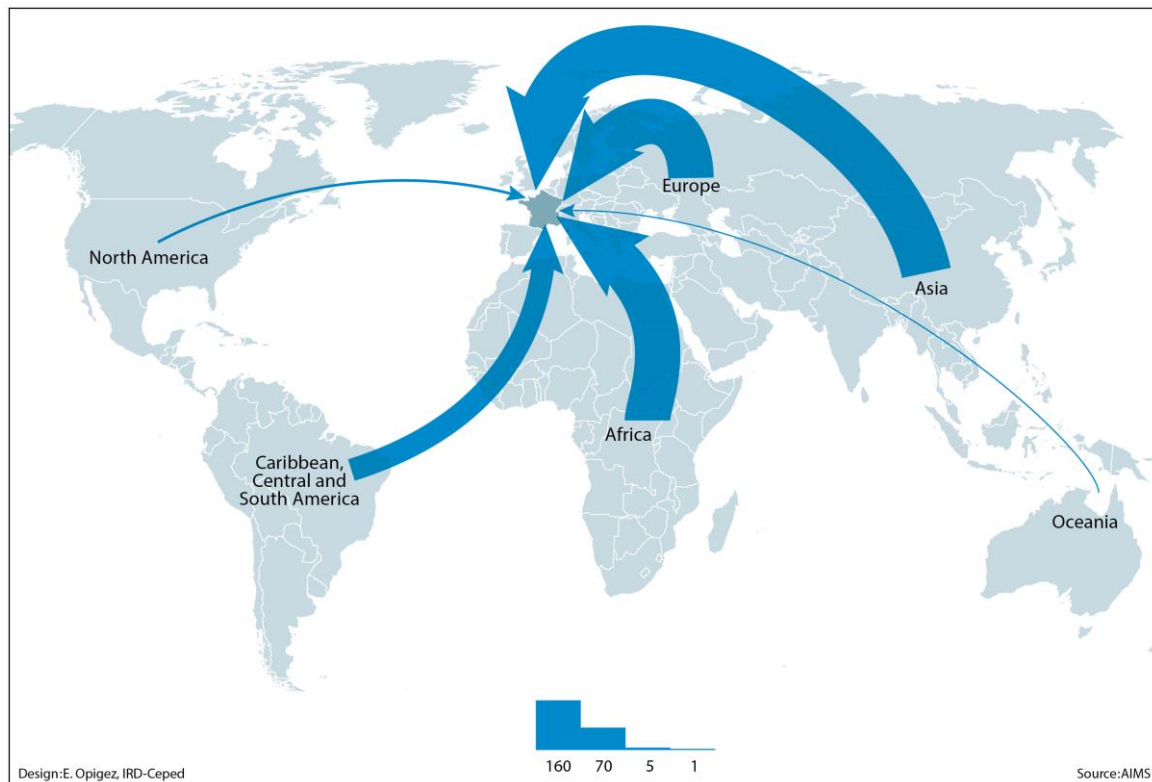 North America
Europe
Asia
Africa
Caribbean,
Central and
South America
Oceania
160 70 5 1
Design:E. Opigez, IRD-Ceped
Source:AIMS